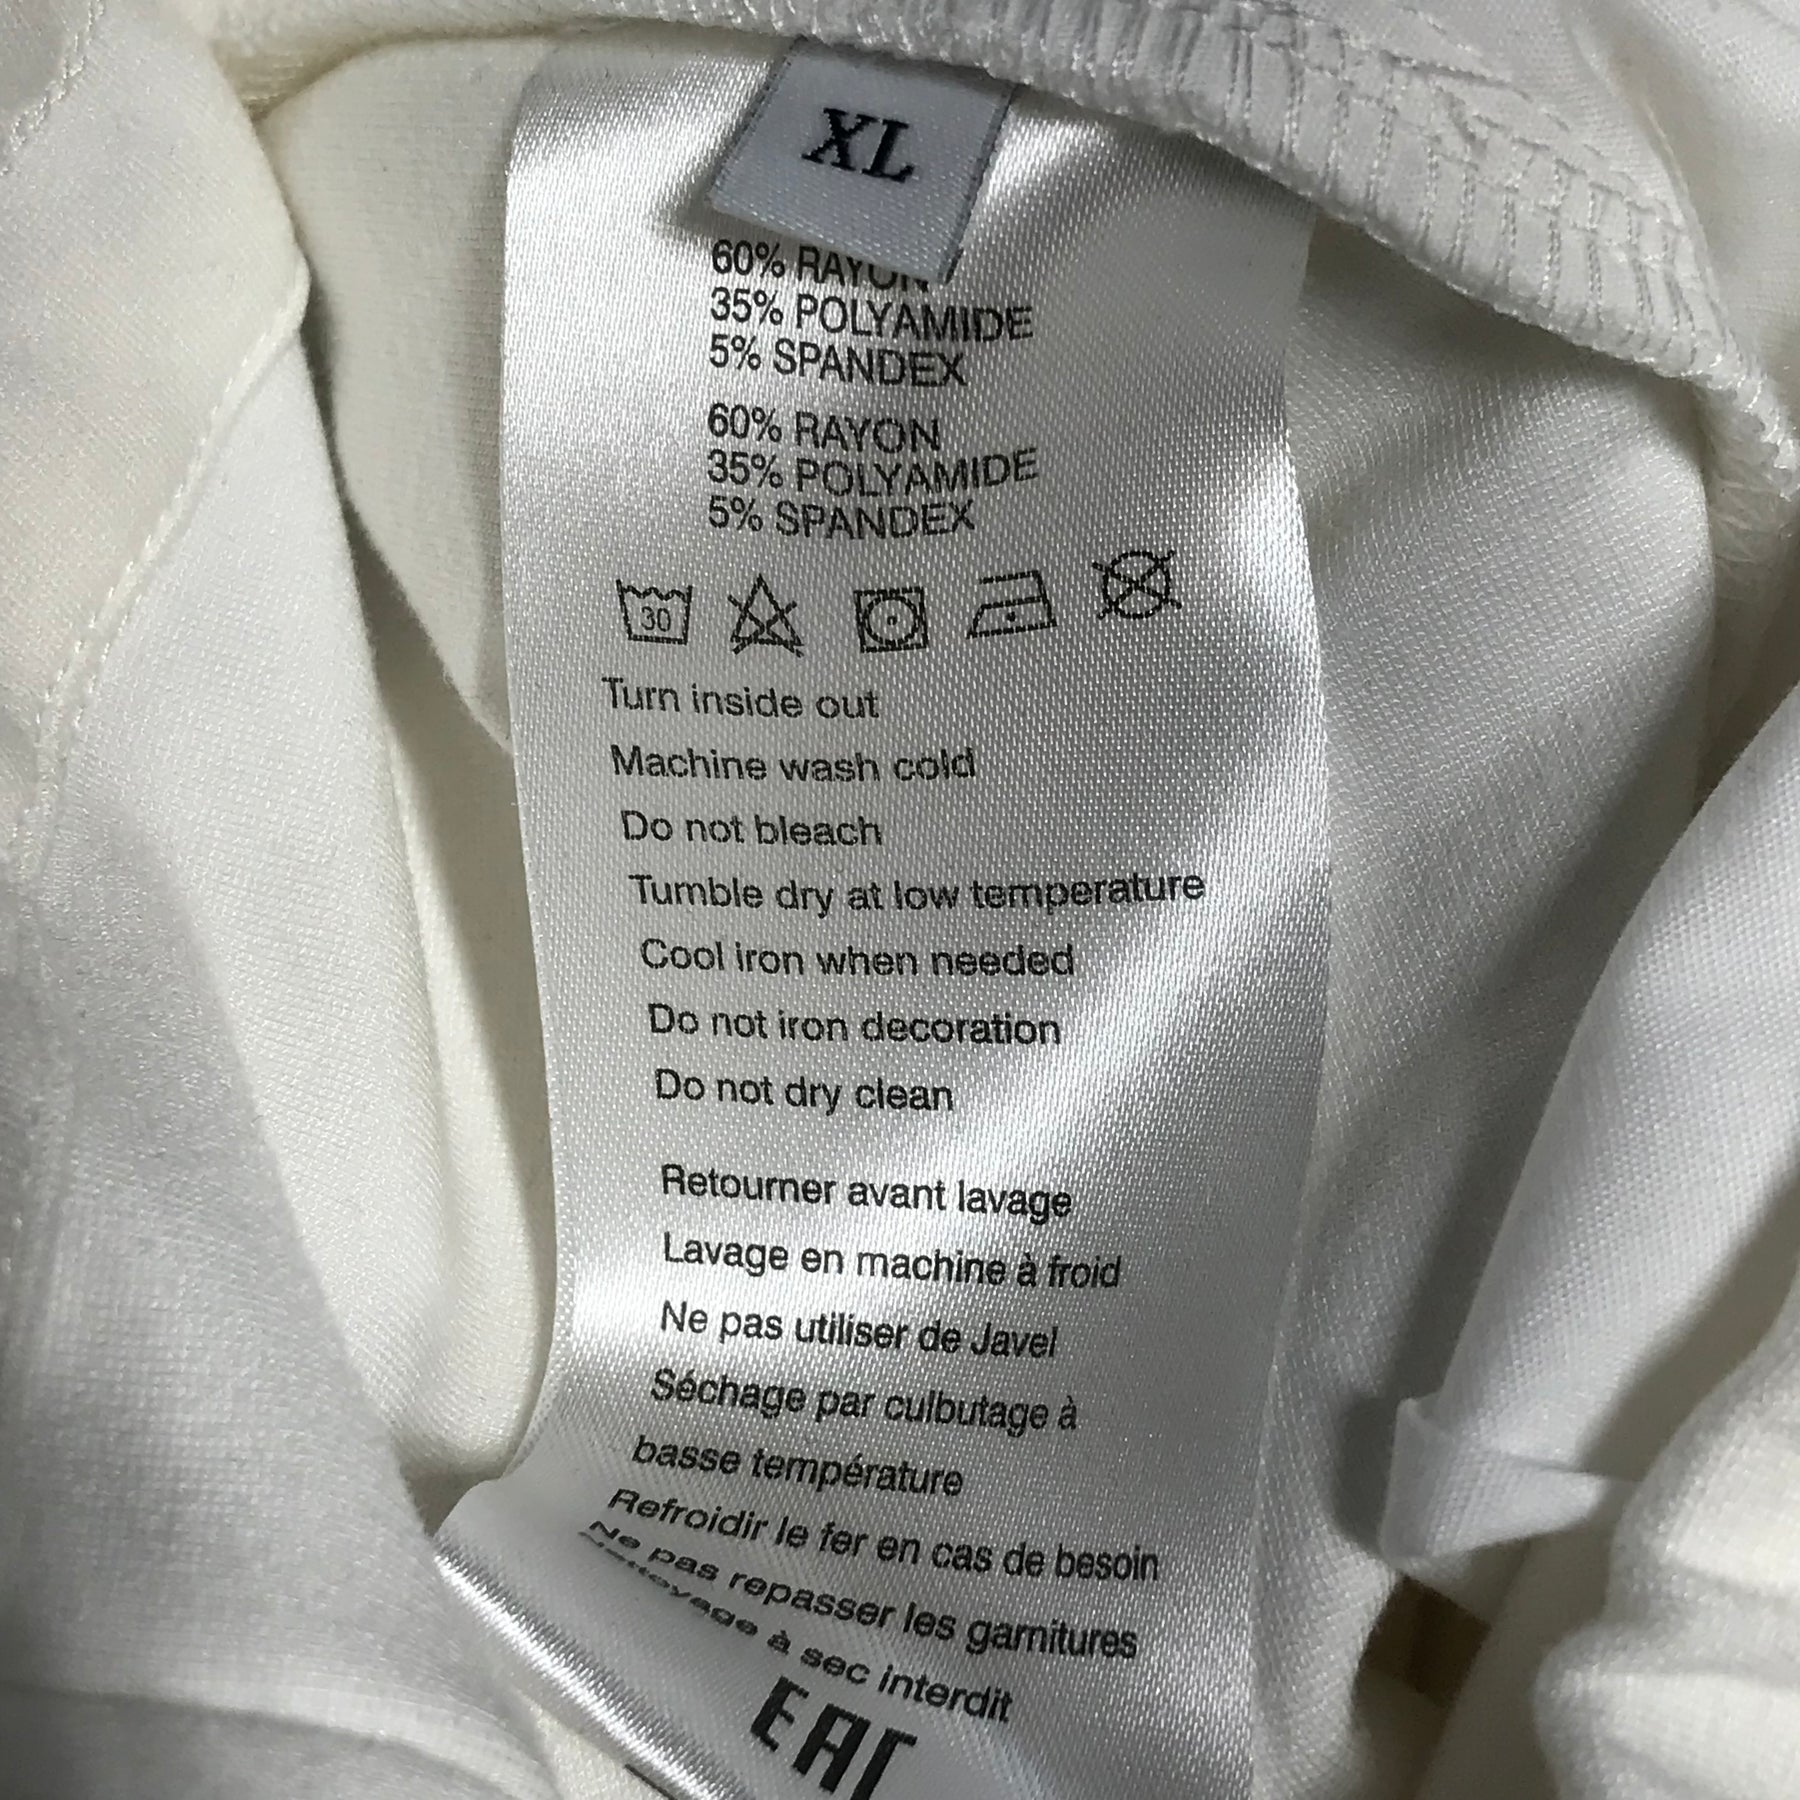 XL
60% RAYON
35% POLYAMIDE
5% SPANDEX
60% RAYON
35% POLYAMIDE
5% SPANDEX
30
Turn inside out
Machine wash cold
Do not bleach
Tumble dry at low temperature
Cool iron when needed
Do not iron decoration
Do not dry clean
Retourner avant lavage
Lavage en machine à froid
Ne pas utiliser de Javel
Séchage par culbutage à
basse température
Refroidir le fer en cas de besoin
Ne pas repasser les garnitures
Nettoyage à sec interdit
EAC